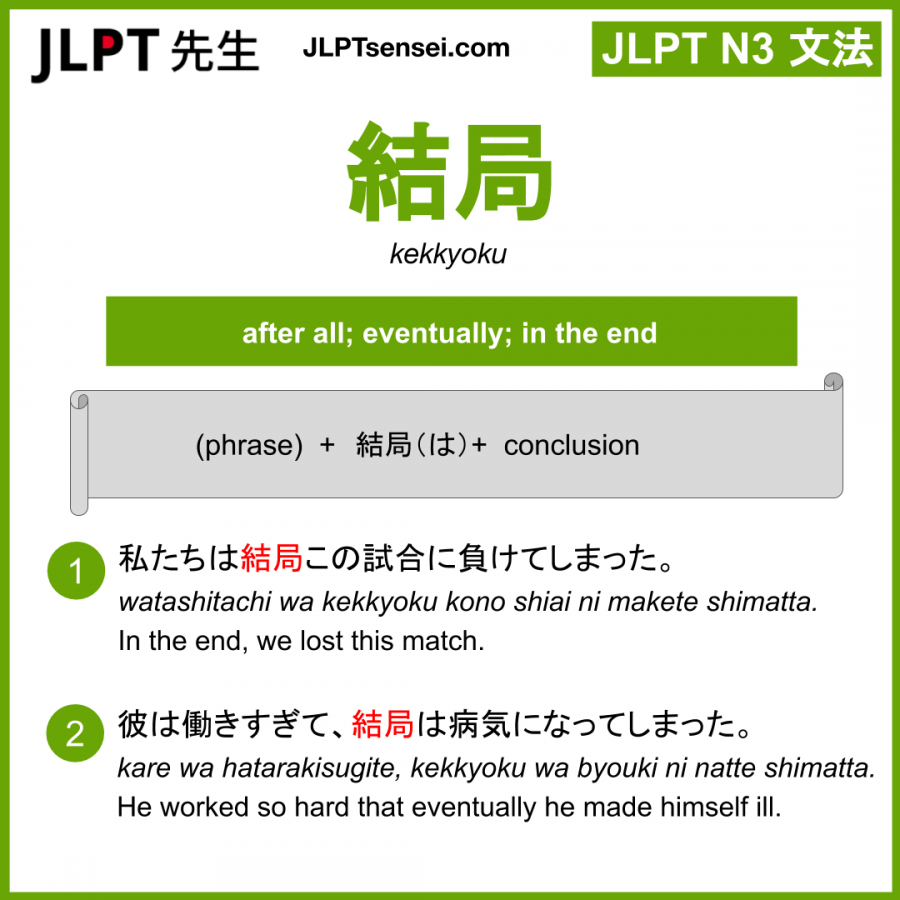 JLPT 先生
JLPTsensei.com
JLPT N3 文法
結局
kekkyoku
after all; eventually; in the end
(phrase) + 結局（は）+ conclusion
1 私たちは結局この試合に負けてしまった。
watashitachi wa kekkyoku kono shiai ni makete shimatta.
In the end, we lost this match.
2 彼は働きすぎて、結局は病気になってしまった。
kare wa hatarakisugite, kekkyoku wa byouki ni natte shimatta.
He worked so hard that eventually he made himself ill.